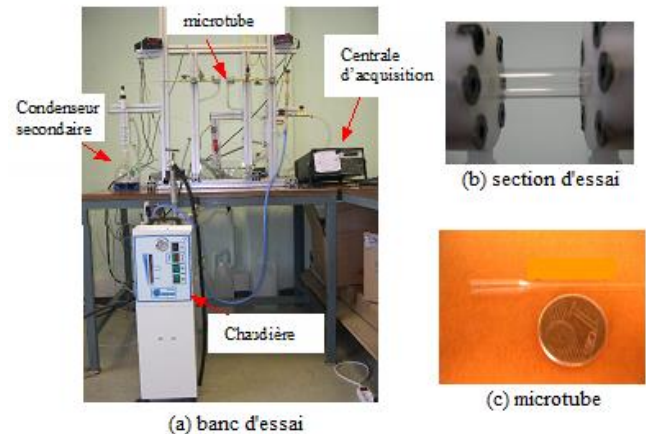 microtube
Centrale
d'acquisition
Condenseur
secondaire
Chaudière
(a) banc d'essai
(b) section d'essai
(c) microtube